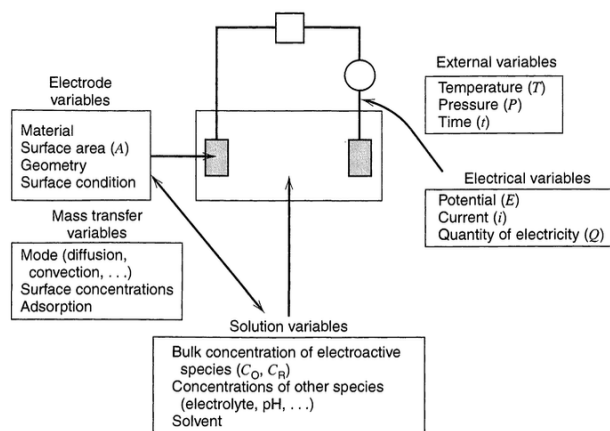 Electrode
variables
Material
Surface area (A)
Geometry
Surface condition
Mass transfer
variables
Mode (diffusion,
convection, . . .)
Surface concentrations
Adsorption
External variables
Temperature (T)
Pressure (P)
Time (t)
Electrical variables
Potential (E)
Current (i)
Quantity of electricity (Q)
Solution variables
Bulk concentration of electroactive
species (C_O, C_R)
Concentrations of other species
(electrolyte, pH, . . .)
Solvent